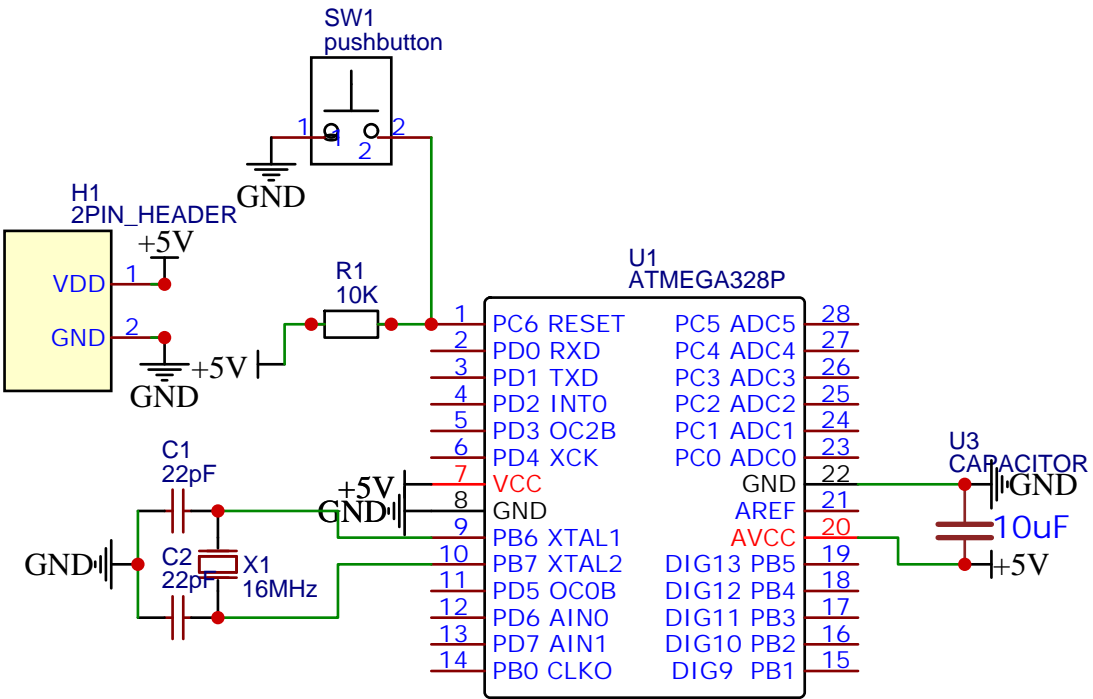 SW1
pushbutton
1
1
2
2
GND
H1
2PIN_HEADER
+5V
VDD
1
GND
2
GND
R1
10K
+5V
U1
ATMEGA328P
1 PC6 RESET
2 PD0 RXD
3 PD1 TXD
4 PD2 INT0
5 PD3 OC2B
6 PD4 XCK
7 VCC
8 GND
9 PB6 XTAL1
10 PB7 XTAL2
11 PD5 OC0B
12 PD6 AIN0
13 PD7 AIN1
14 PB0 CLKO
PC5 ADC5 28
PC4 ADC4 27
PC3 ADC3 26
PC2 ADC2 25
PC1 ADC1 24
PC0 ADC0 23
GND 22
AREF 21
AVCC 20
DIG13 PB5 19
DIG12 PB4 18
DIG11 PB3 17
DIG10 PB2 16
DIG9 PB1 15
+5V
GND
C1
22pF
GND
C2
22pF
X1
16MHz
U3
CAPACITOR
GND
10uF
+5V